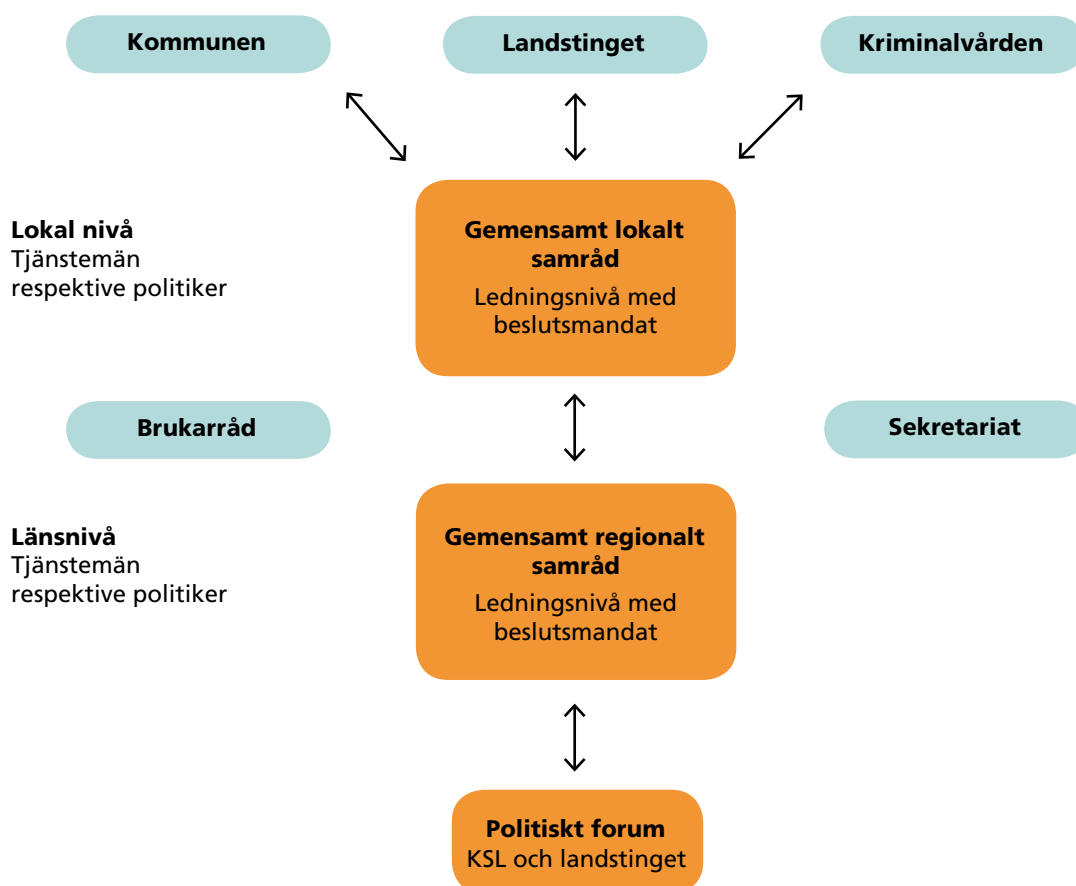 Kommunen
Landstinget
Kriminalvården
Lokal nivå
Tjänstemän
respektive politiker
Gemensamt lokalt
samråd
Ledningsnivå med
beslutsmandat
Brukarråd
Sekretariat
Länsnivå
Tjänstemän
respektive politiker
Gemensamt regionalt
samråd
Ledningsnivå med
beslutsmandat
Politiskt forum
KSL och landstinget